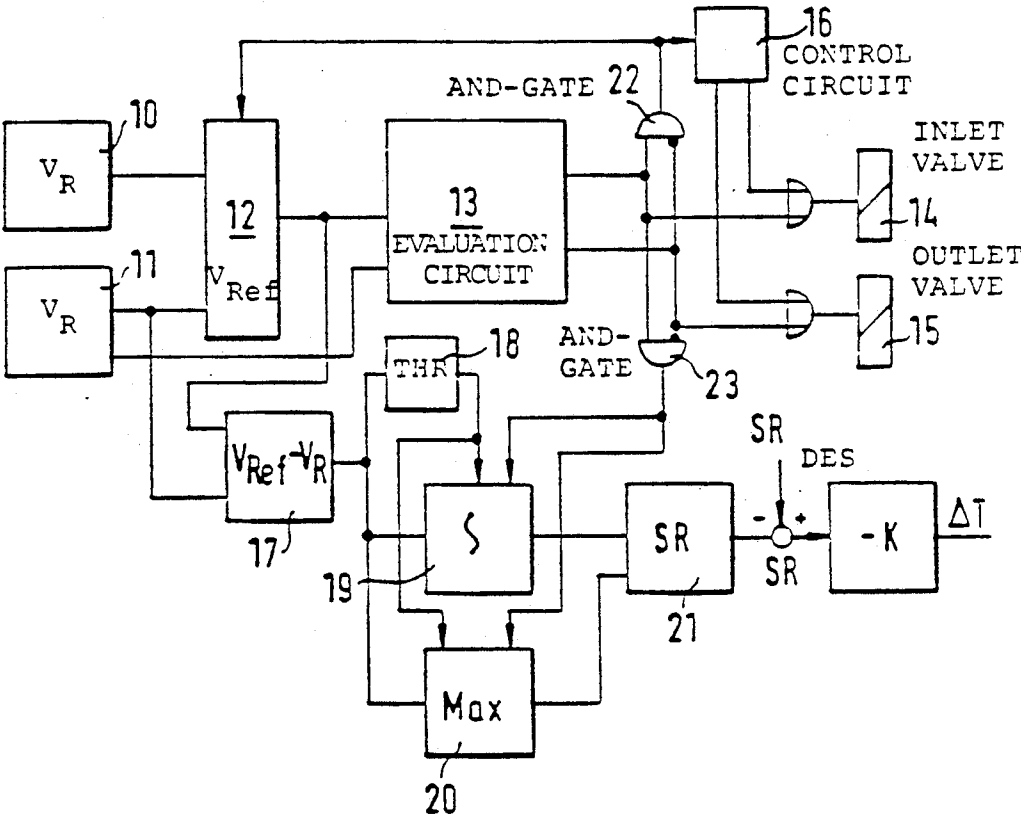 16
CONTROL
CIRCUIT
AND-GATE 22
10
V_R
12
V_Ref
13
EVALUATION
CIRCUIT
INLET
VALVE
14
11
V_R
OUTLET
VALVE
15
AND-
GATE
23
THR
18
V_Ref-V_R
17
∫
19
SR
DES
- +
SR
SR
21
-K
ΔT
Max
20